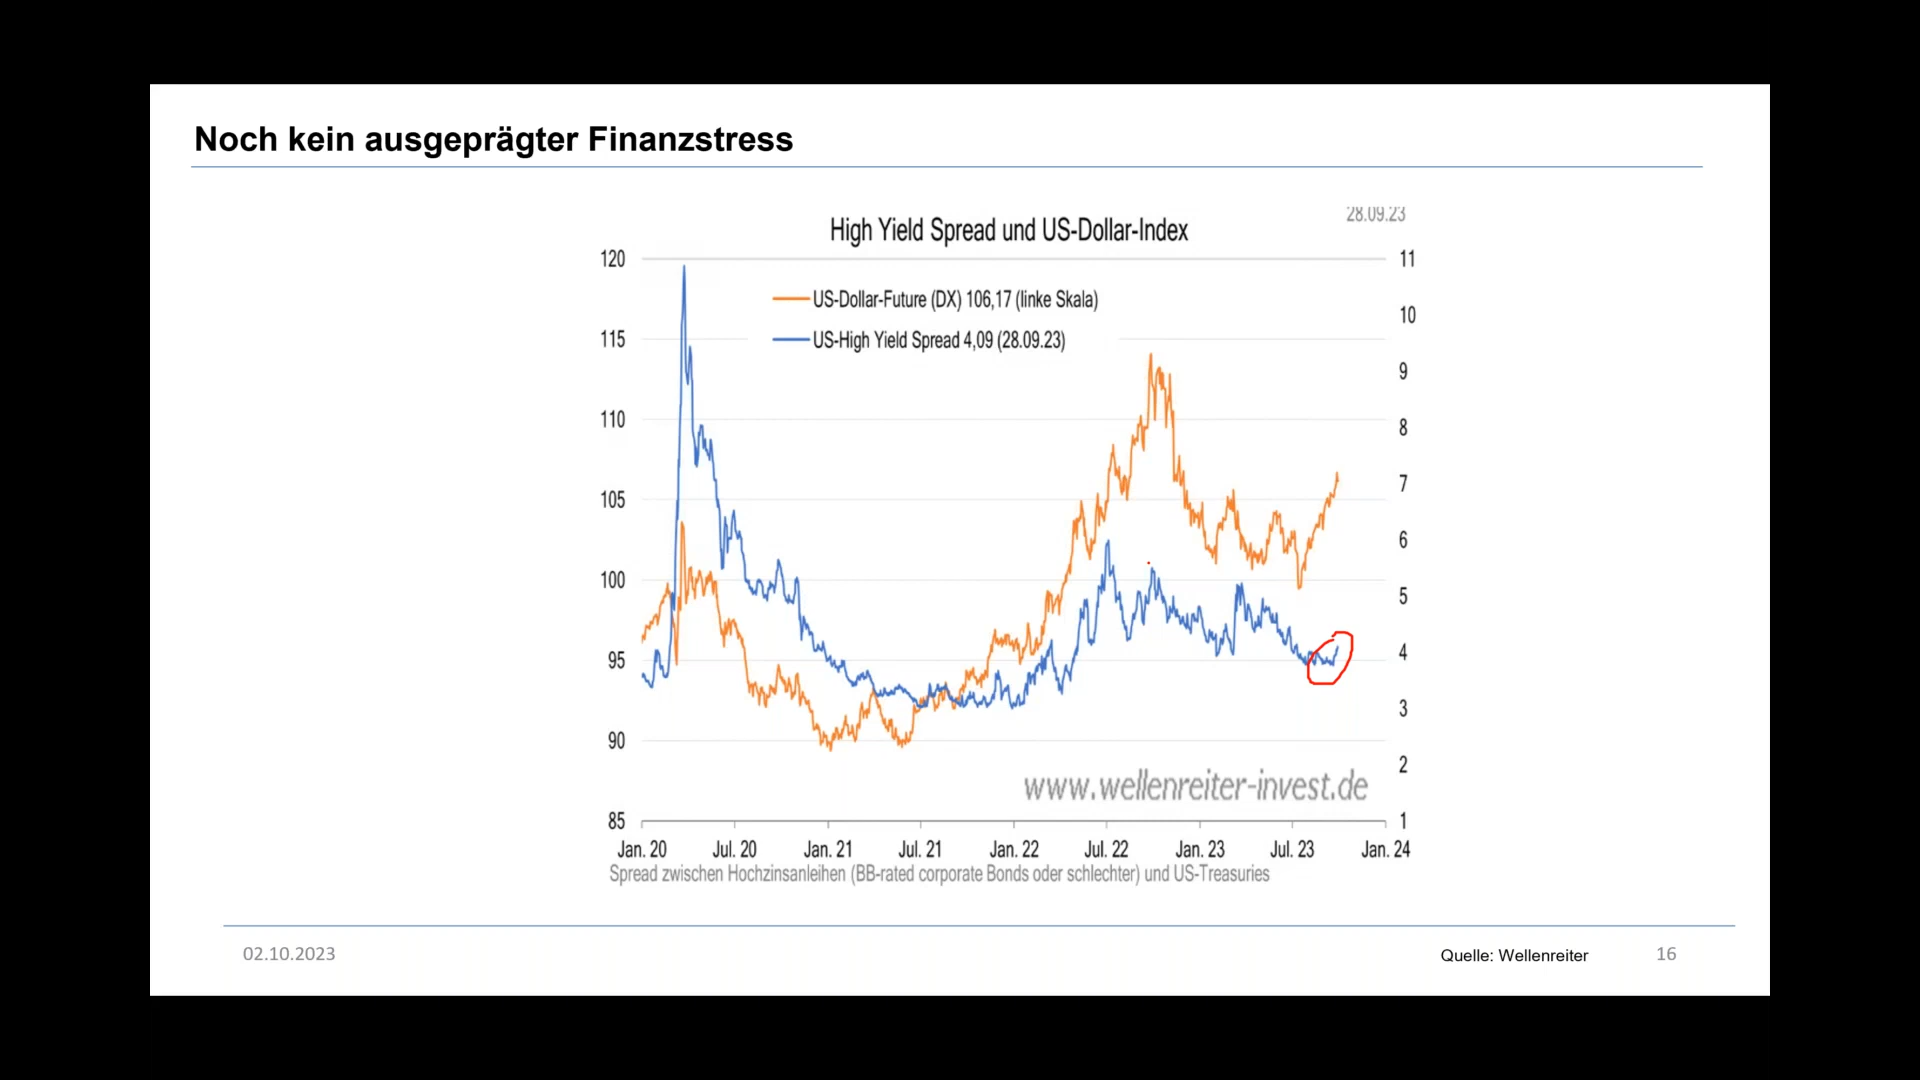 Noch kein ausgeprägter Finanzstress
28.09.23
High Yield Spread und US-Dollar-Index
120
11
US-Dollar-Future (DX) 106,17 (linke Skala)
10
115
US-High Yield Spread 4,09 (28.09.23)
9
110
8
105
7
6
100
5
95
4
3
90
2
www.wellenreiter-invest.de
85
1
Jan. 20 Jul. 20 Jan. 21 Jul. 21 Jan. 22 Jul. 22 Jan. 23 Jul. 23 Jan. 24
Spread zwischen Hochzinsanleihen (BB-rated corporate Bonds oder schlechter) und US-Treasuries
02.10.2023
Quelle: Wellenreiter
16